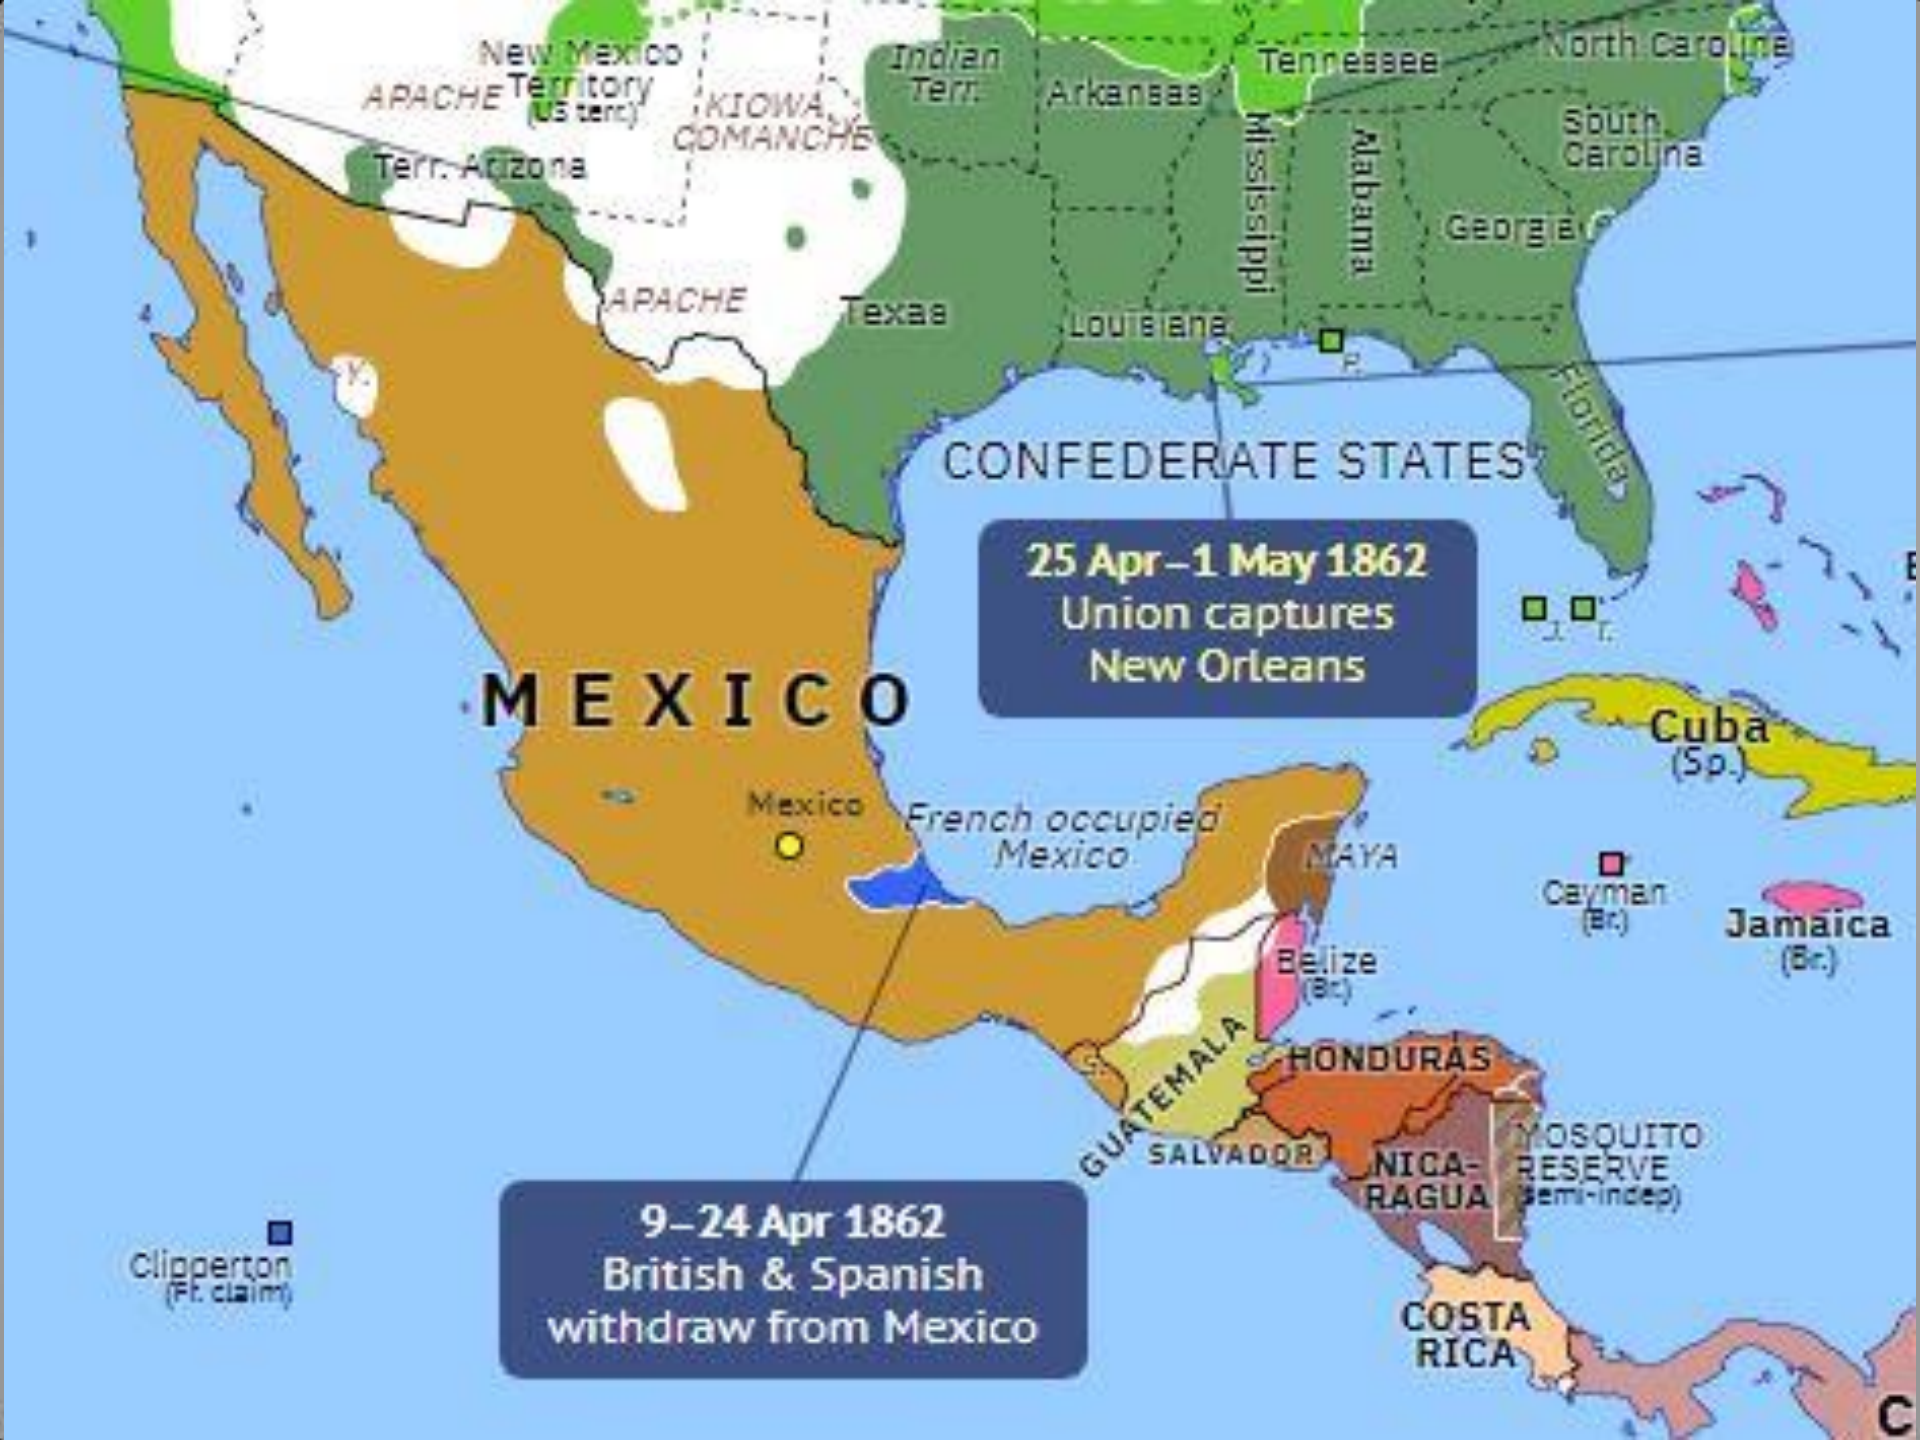 New Mexico
Territory
(US terr.)
APACHE
KIOWA
COMANCHE
Indian
Terr.
Arkansas
Tennessee
North Carolina
South
Carolina
Terr. Arizona
Mississippi
Alabama
Georgia
APACHE
Texas
Louisiana
P.
Florida
Y.
CONFEDERATE STATES
25 Apr–1 May 1862
Union captures
New Orleans
J.
T.
MEXICO
Cuba
(Sp.)
Mexico
French occupied
Mexico
MAYA
Cayman
(Br.)
Jamaica
(Br.)
Belize
(Br.)
S.
GUATEMALA
HONDURAS
SALVADOR
MOSQUITO
RESERVE
(semi-indep)
NICA-
RAGUA
9–24 Apr 1862
British & Spanish
withdraw from Mexico
Clipperton
(Fr. claim)
COSTA
RICA
C